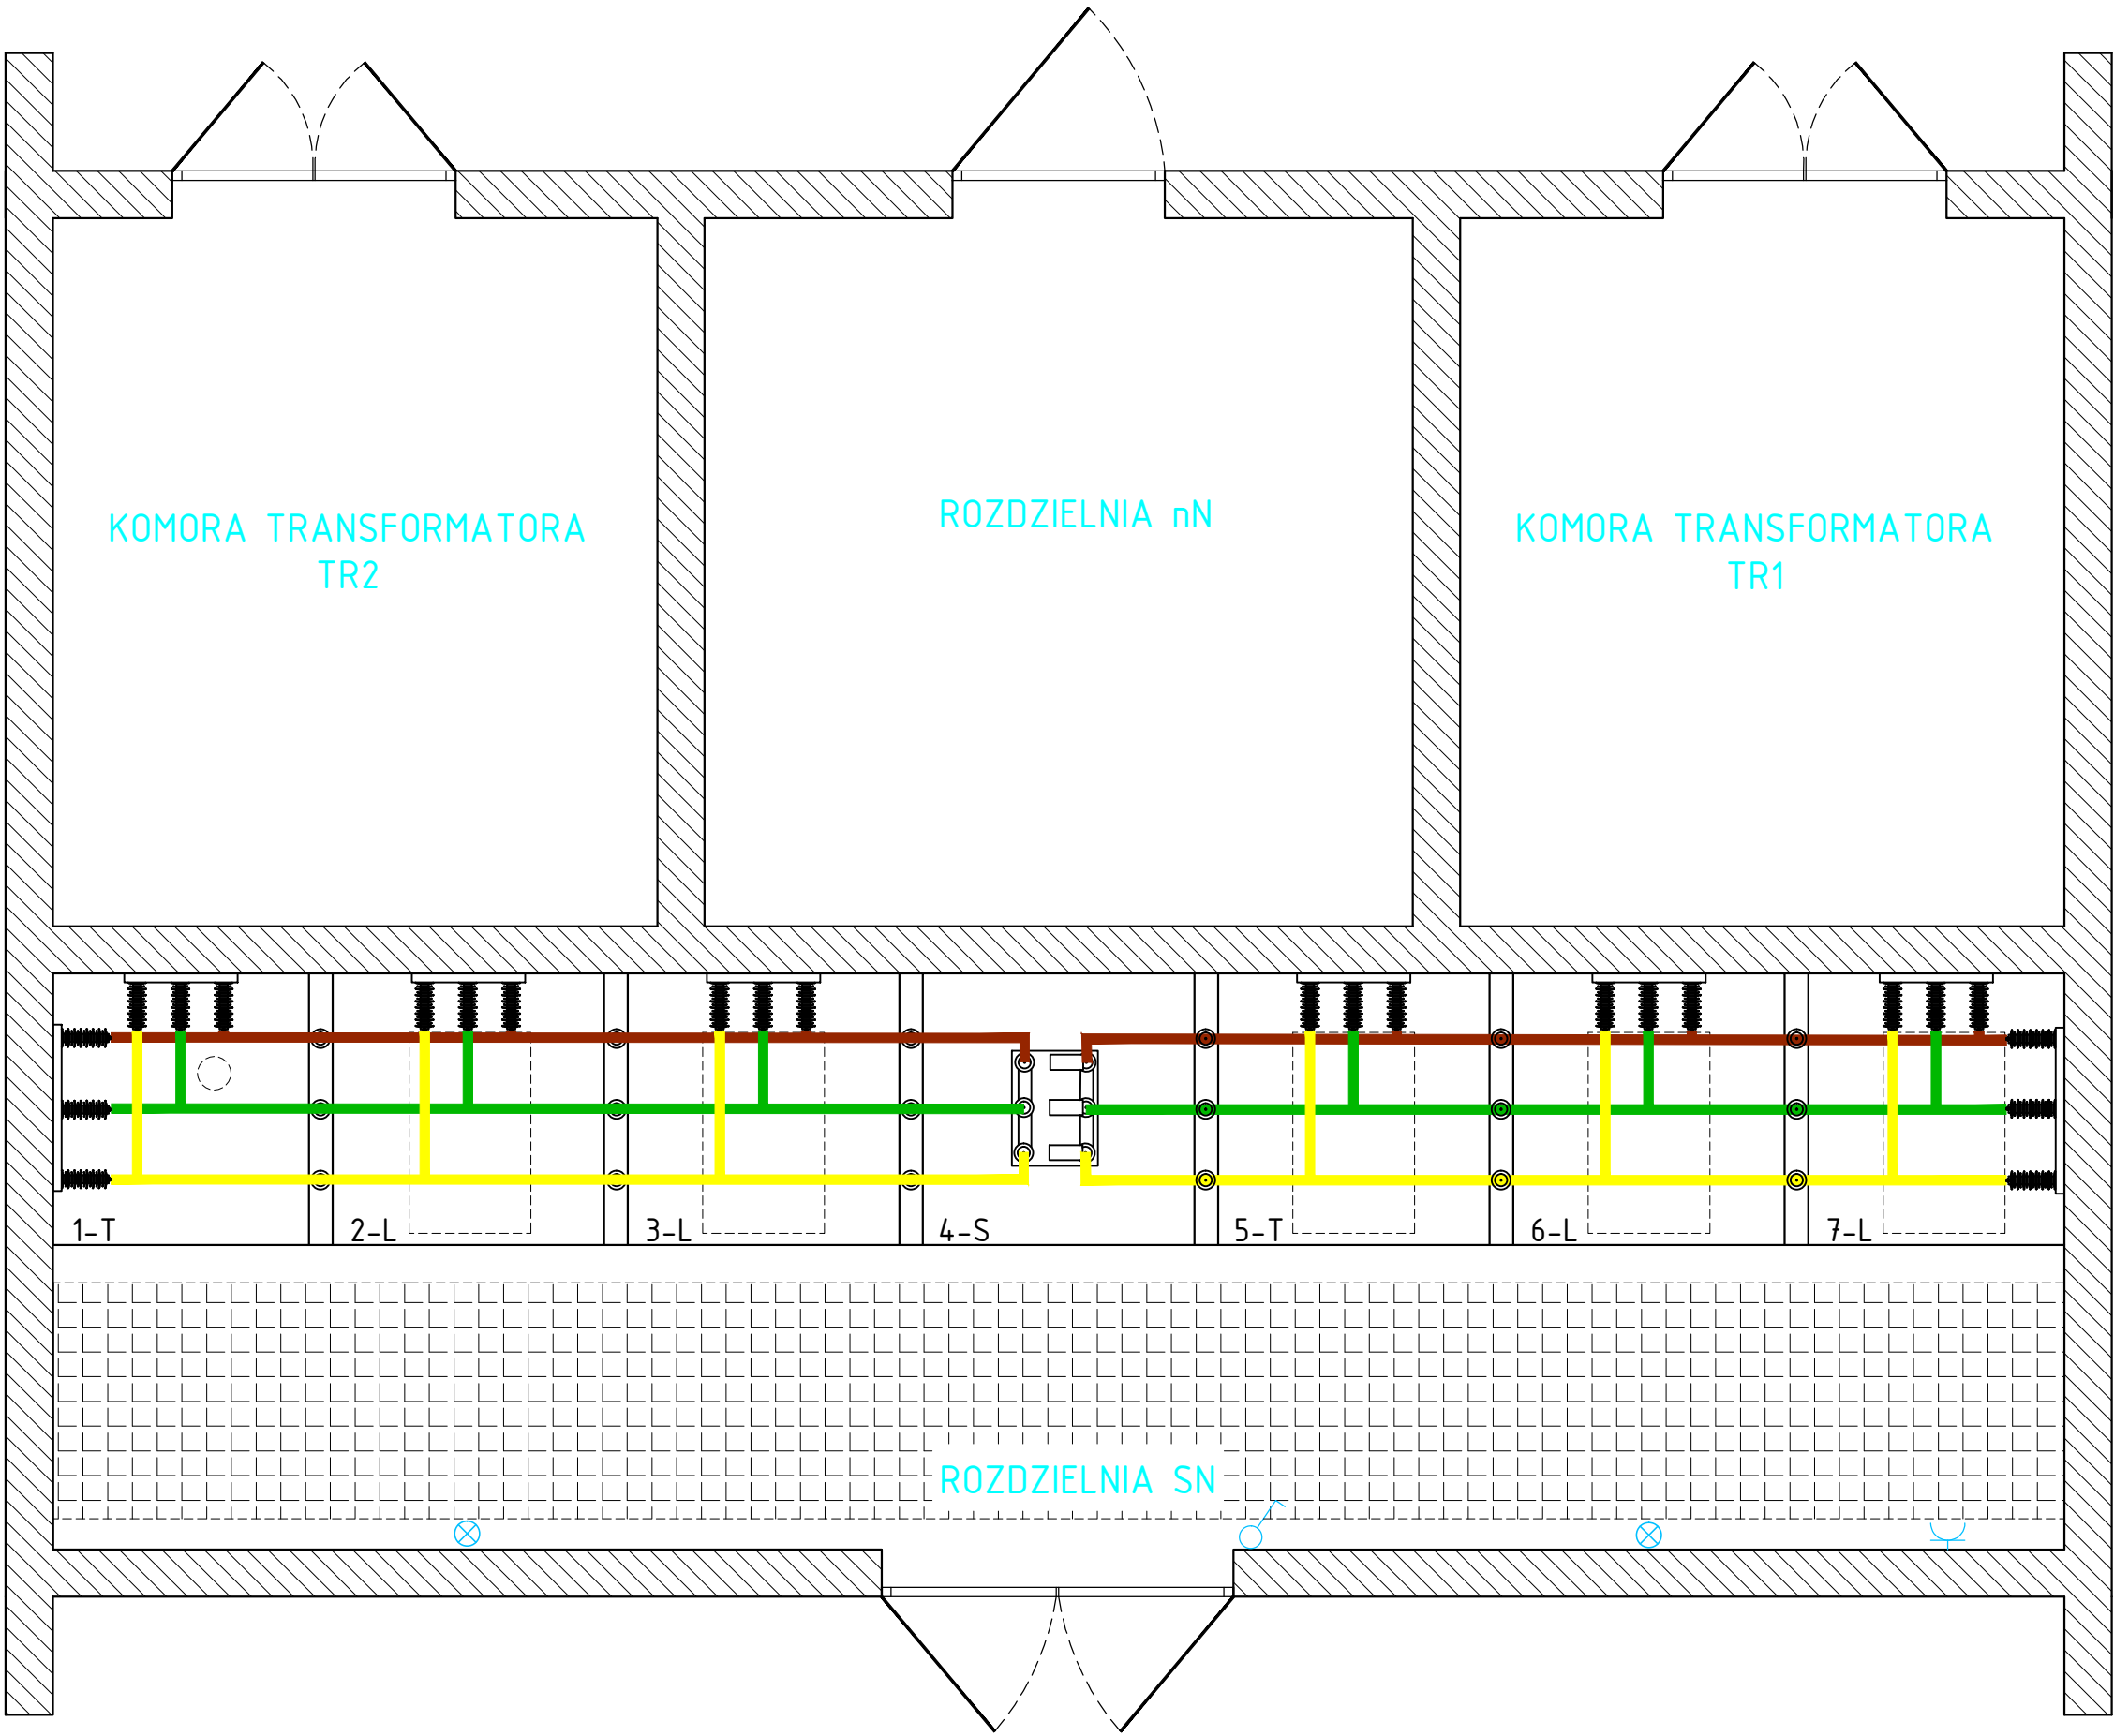 ROZDZIELNIA nN
KOMORA TRANSFORMATORA
TR2
KOMORA TRANSFORMATORA
TR1
1-T
2-L
3-L
4-S
5-T
6-L
7-L
ROZDZIELNIA SN